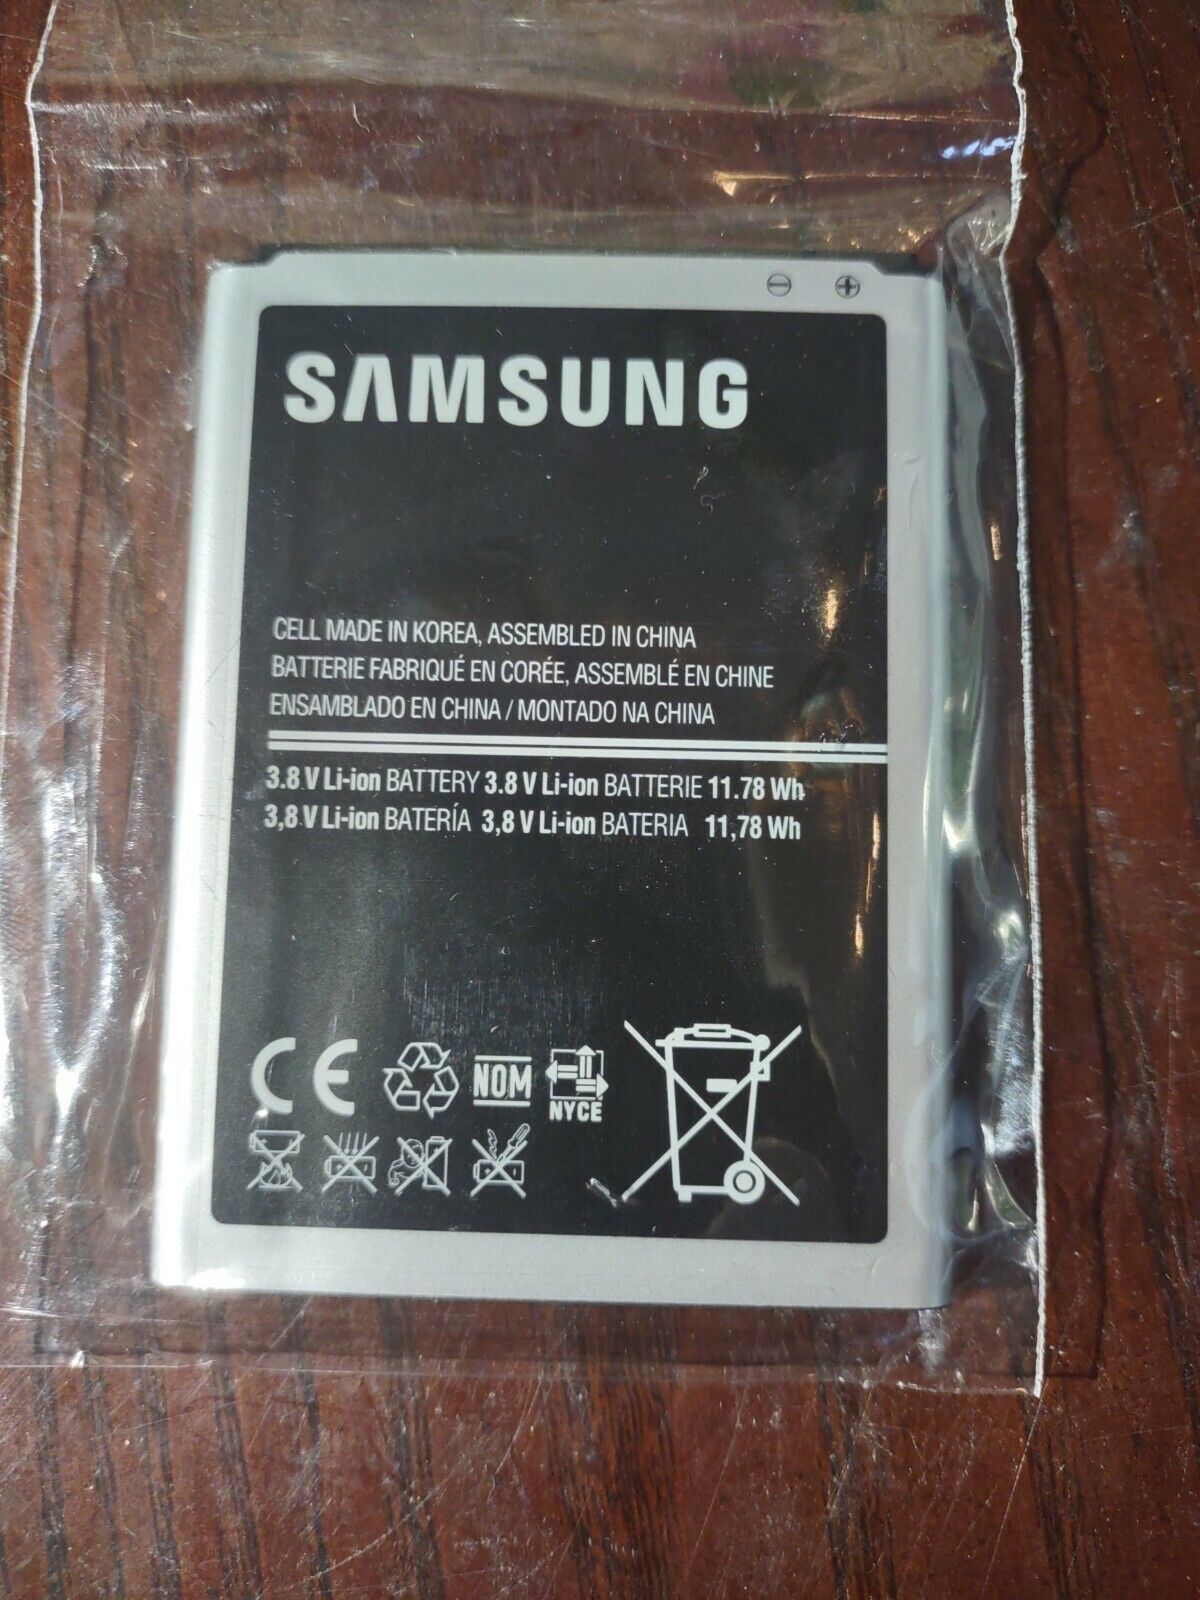 SAMSUNG
CELL MADE IN KOREA, ASSEMBLED IN CHINA
BATTERIE FABRIQUÉ EN CORÉE, ASSEMBLÉ EN CHINE
ENSAMBLADO EN CHINA / MONTADO NA CHINA
3.8 V Li-ion BATTERY 3.8 V Li-ion BATTERIE 11.78 Wh
3,8 V Li-ion BATERÍA 3,8 V Li-ion BATERIA 11,78 Wh
CE NOM
NYCE